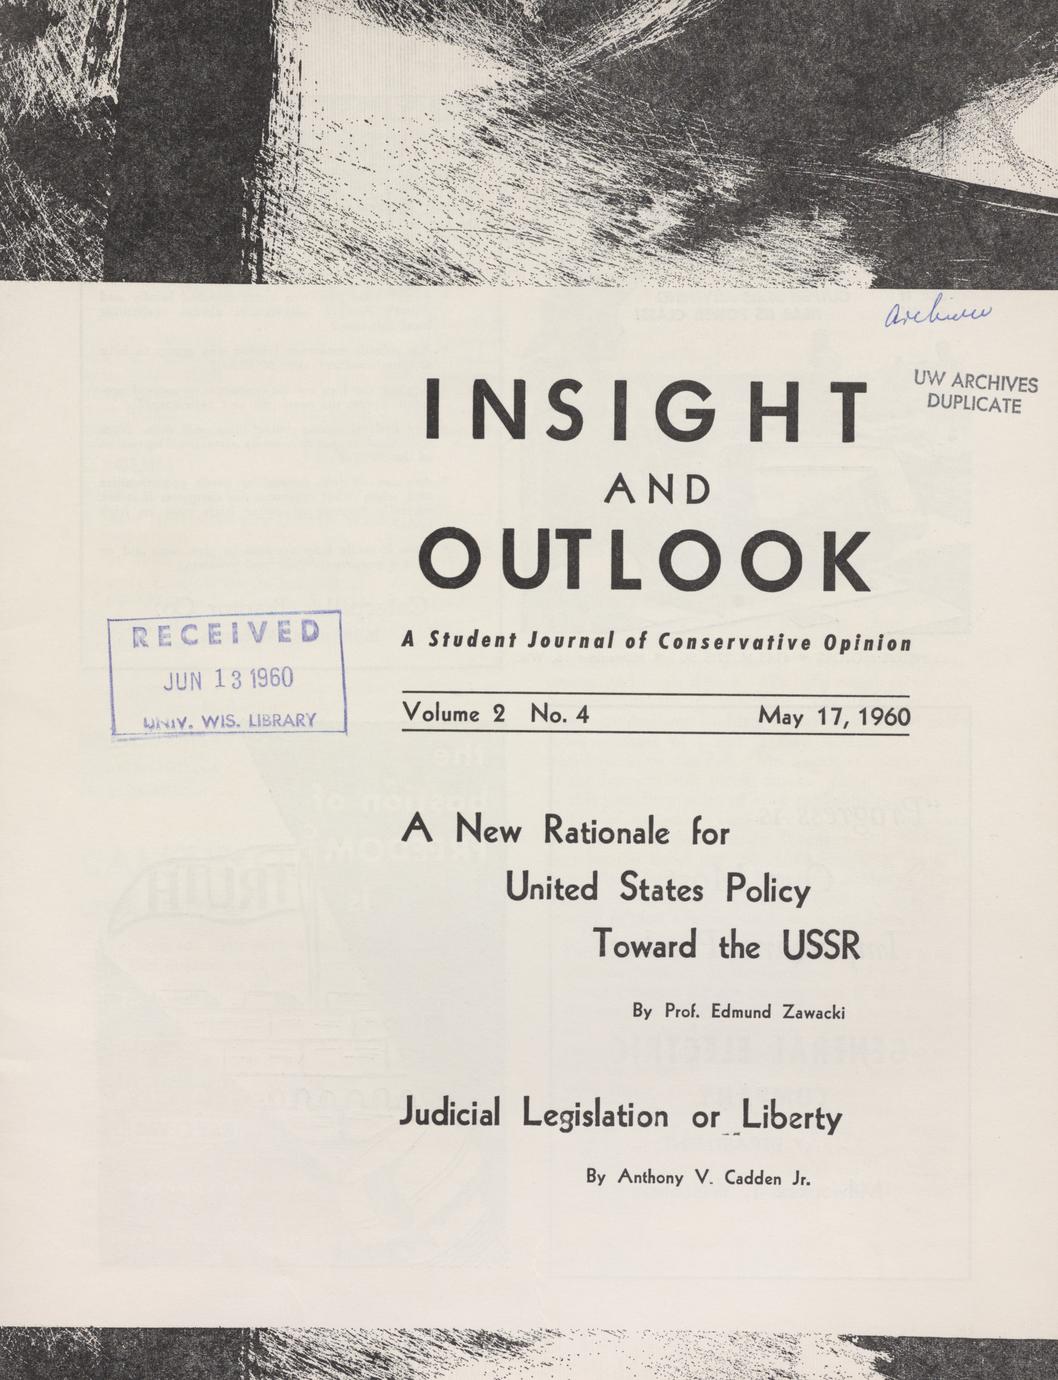 Archives
UW ARCHIVES
DUPLICATE
INSIGHT
AND
OUTLOOK
A Student Journal of Conservative Opinion
RECEIVED
JUN 13 1960
UNIV. WIS. LIBRARY
Volume 2 No. 4 May 17, 1960
A New Rationale for
United States Policy
Toward the USSR
By Prof. Edmund Zawacki
Judicial Legislation or Liberty
By Anthony V. Cadden Jr.